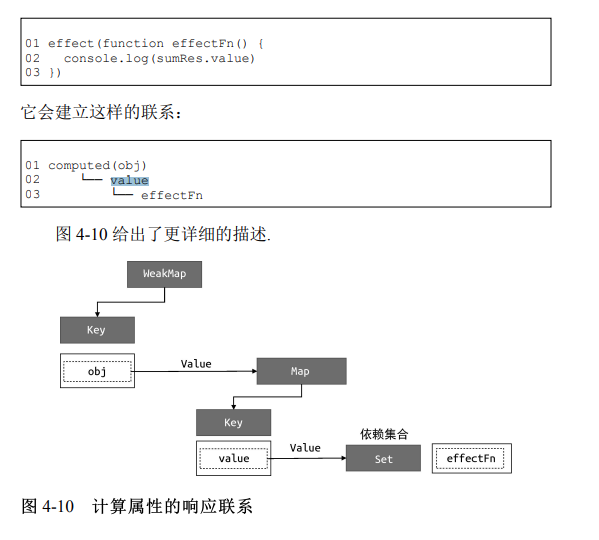 01 effect(function effectFn() {
02   console.log(sumRes.value)
03 })
它会建立这样的联系：
01 computed(obj)
02     └── value
03         └── effectFn
图 4-10 给出了更详细的描述.
WeakMap
Key
obj
Value
Map
Key
依赖集合
value
Value
Set
effectFn
图 4-10 计算属性的响应联系